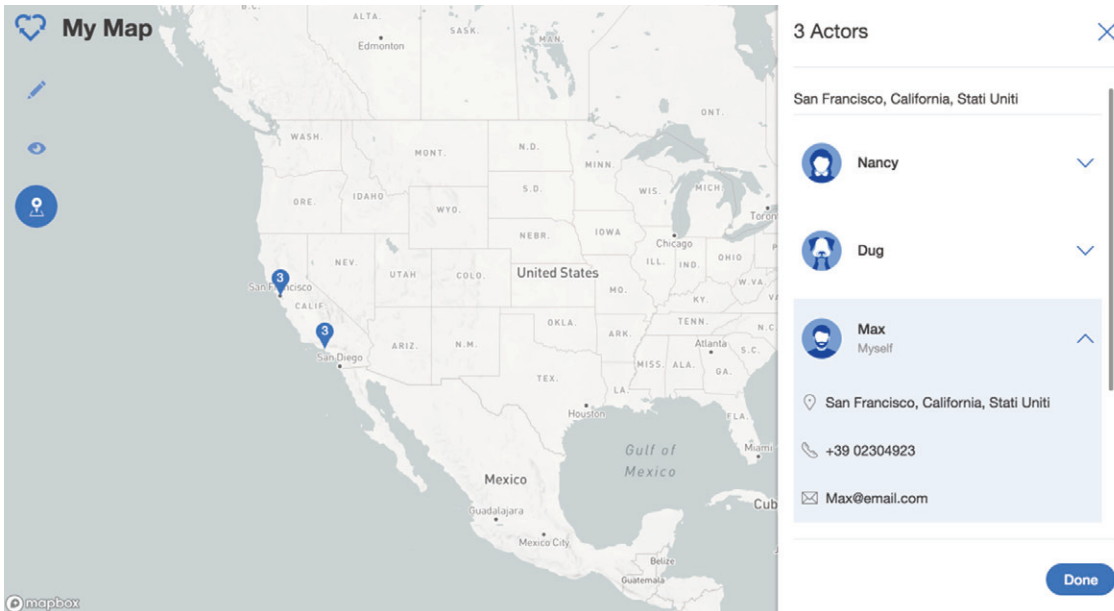 My Map
ALTA.
SASK.
MAN.
Edmonton
ONT.
WASH.
MONT.
N.D.
MINN.
ORE.
IDAHO
S.D.
WIS.
MICH.
WYO.
Toron
NEBR.
IOWA
Chicago
NEV.
UTAH
COLO.
United States
ILL.
IND.
OHIO
3
San Francisco
MO.
W.VA.
CALIF.
KY.
VA
3
OKLA.
TENN.
N.C.
San Diego
ARIZ.
N.M.
ARK.
Atlanta
S.C.
MISS.
ALA.
GA.
TEX.
LA.
Houston
FLA.
Gulf of
Mexico
Miami
Mexico
Cub
Guadalajara
Mexico City
Belize
Guatemala
mapbox
3 Actors
San Francisco, California, Stati Uniti
Nancy
Dug
Max
Myself
San Francisco, California, Stati Uniti
+39 02304923
Max@email.com
Done